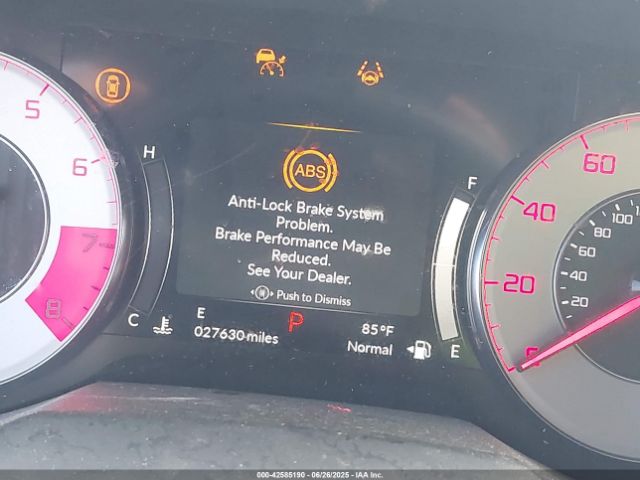 ABS
Anti-Lock Brake System
Problem.
Brake Performance May Be
Reduced.
See Your Dealer.
Push to Dismiss
5
6
7
8
H
C
E
027630 miles
P
85°F
Normal
F
E
0
20
40
60
20
40
60
80
100
000-42585190 - 06/26/2025 - IAA Inc.